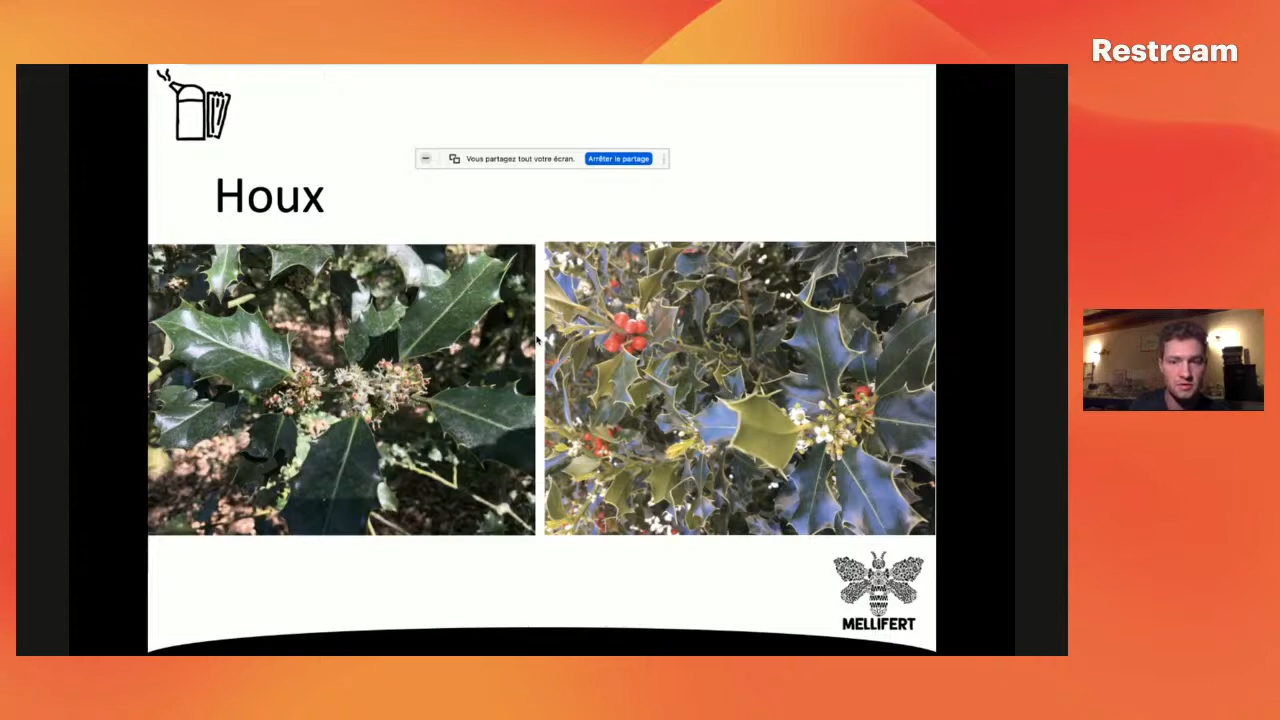 Restream
Vous partagez tout votre écran. Arrêter le partage
Houx
MELLIFERT